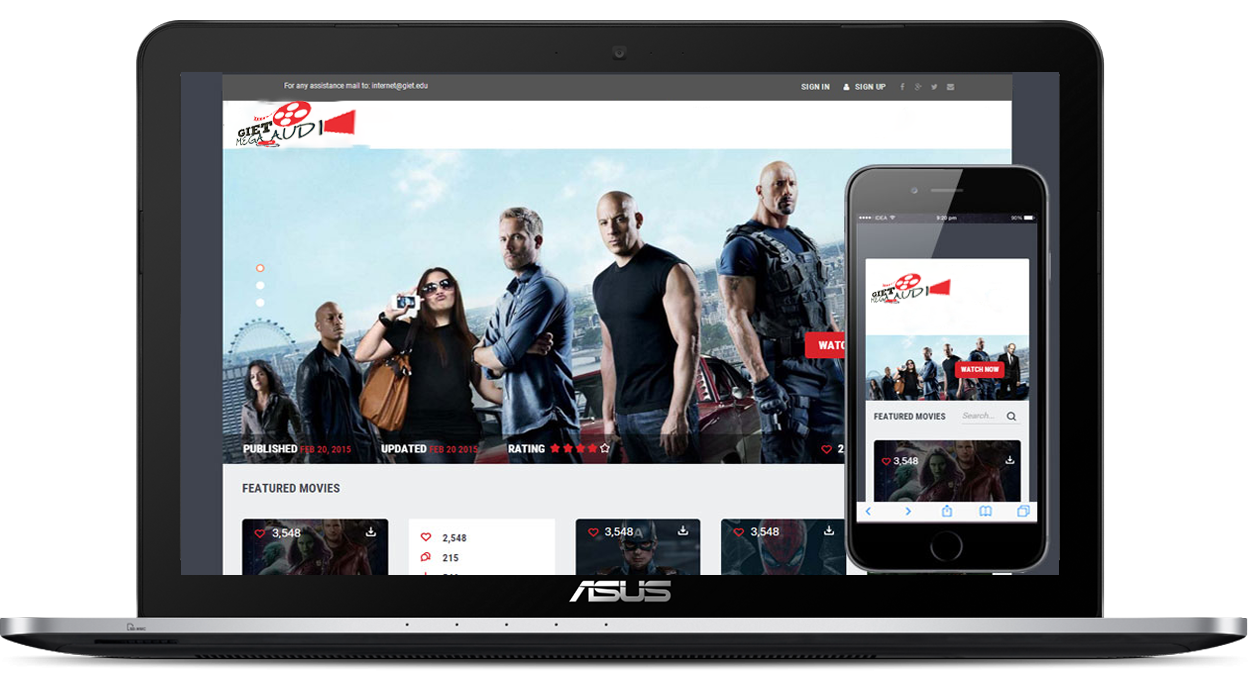 For any assistance mail to: internet@giet.edu
SIGN IN SIGN UP
GIET
MEGA AUDI
WATC
PUBLISHED FEB 20, 2015 UPDATED FEB 20 2015 RATING 2
FEATURED MOVIES
3,548
2,548
215
3,548
3,548
IDEA 9:20 pm 90%
GIET
MEGA AUDI
WATCH NOW
FEATURED MOVIES Search...
3,548
ASUS